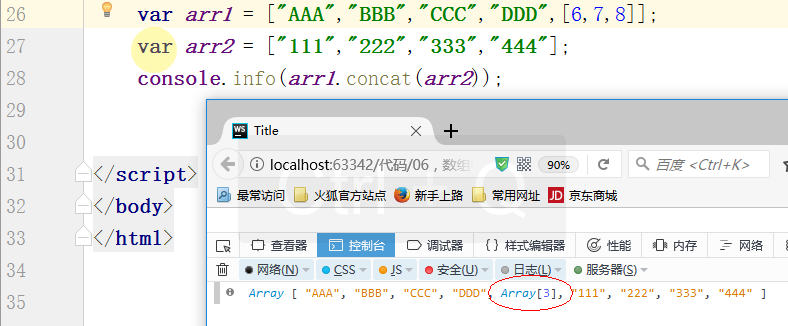 26 var arr1 = ["AAA","BBB","CCC","DDD",[6,7,8]];
27 var arr2 = ["111","222","333","444"];
28 console.info(arr1.concat(arr2));
29
30
31 </script>
32 </body>
33 </html>
34
35
WS Title
localhost:63342/代码/06，数组 90% 百度 <Ctrl+K>
最常访问 火狐官方站点 新手上路 常用网址 JD 京东商城
查看器 控制台 调试器 {} 样式编辑器 性能 内存 网络
网络(N) CSS JS 安全(U) 日志(L) 服务器(S)
Array [ "AAA", "BBB", "CCC", "DDD", Array[3], "111", "222", "333", "444" ]